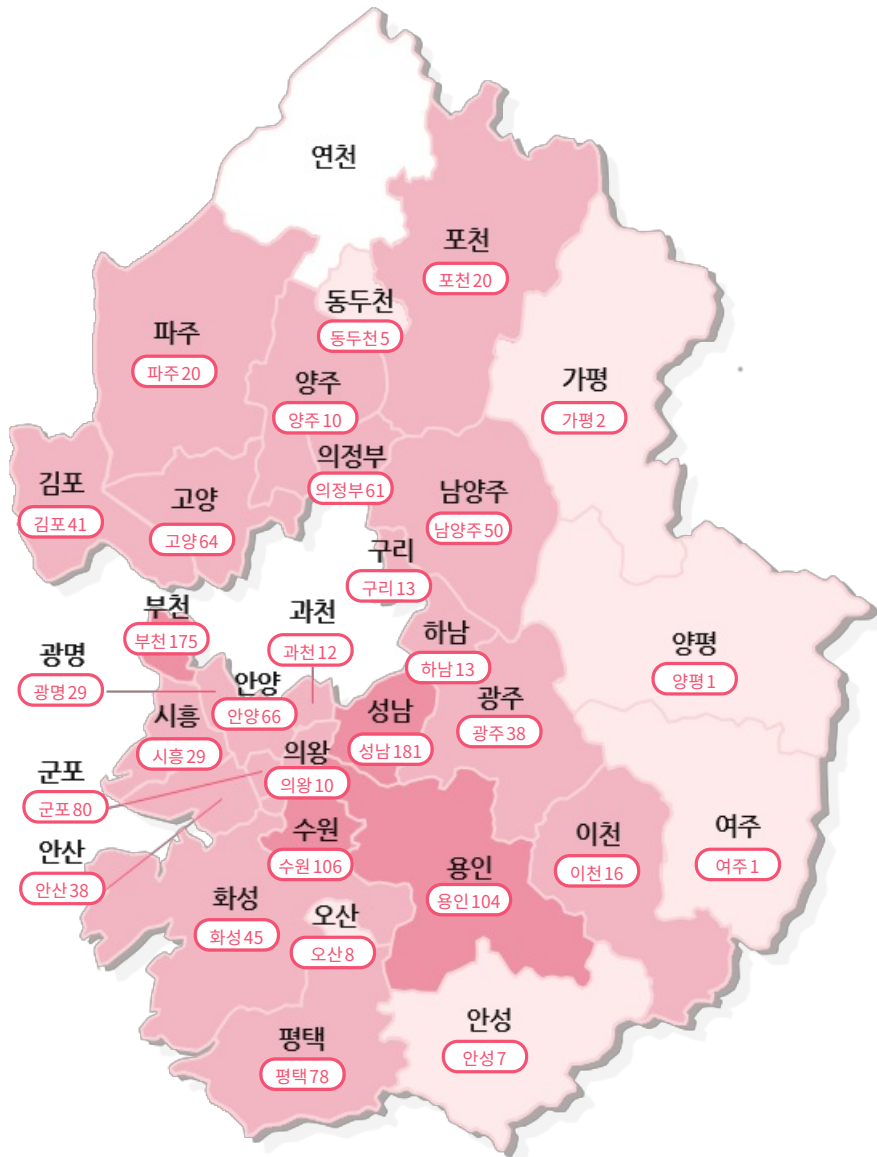 연천
포천
포천20
동두천
동두천5
파주
파주20
양주
양주10
가평
가평2
의정부
의정부61
김포
김포41
고양
고양64
남양주
남양주50
구리
구리13
부천
부천175
과천
과천12
하남
하남13
양평
양평1
광명
광명29
안양
안양66
시흥
시흥29
성남
성남181
광주
광주38
군포
군포80
의왕
의왕10
안산
안산38
수원
수원106
용인
용인104
이천
이천16
여주
여주1
화성
화성45
오산
오산8
평택
평택78
안성
안성7